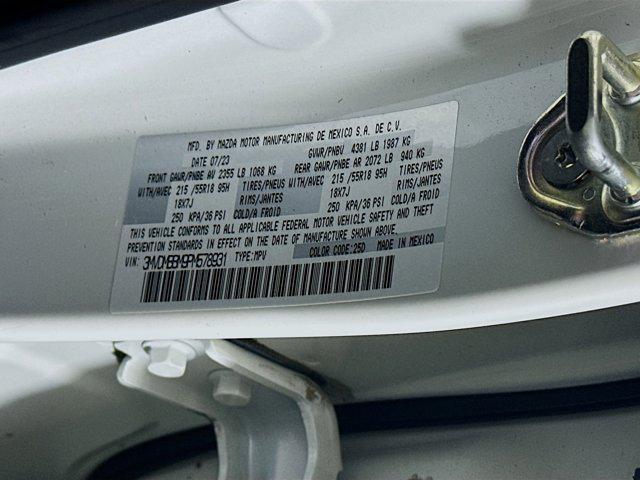 MFD. BY MAZDA MOTOR MANUFACTURING DE MEXICO S.A. DE C.V.
DATE 07/23 GVWR/PNBV 4381 LB 1987 KG
FRONT GAWR/PNBE AV 2355 LB 1068 KG REAR GAWR/PNBE AR 2072 LB 940 KG
WITH/AVEC 215 /55R18 95H TIRES/PNEUS WITH/AVEC 215 /55R18 95H TIRES/PNEUS
18X7J RIMS/JANTES 18X7J RIMS/JANTES
250 KPA/36 PSI COLD/A FROID 250 KPA/36 PSI COLD/A FROID
THIS VEHICLE CONFORMS TO ALL APPLICABLE FEDERAL MOTOR VEHICLE SAFETY AND THEFT
PREVENTION STANDARDS IN EFFECT ON THE DATE OF MANUFACTURE SHOWN ABOVE.
VIN: TYPE:MPV COLOR CODE:25D MADE IN MEXICO